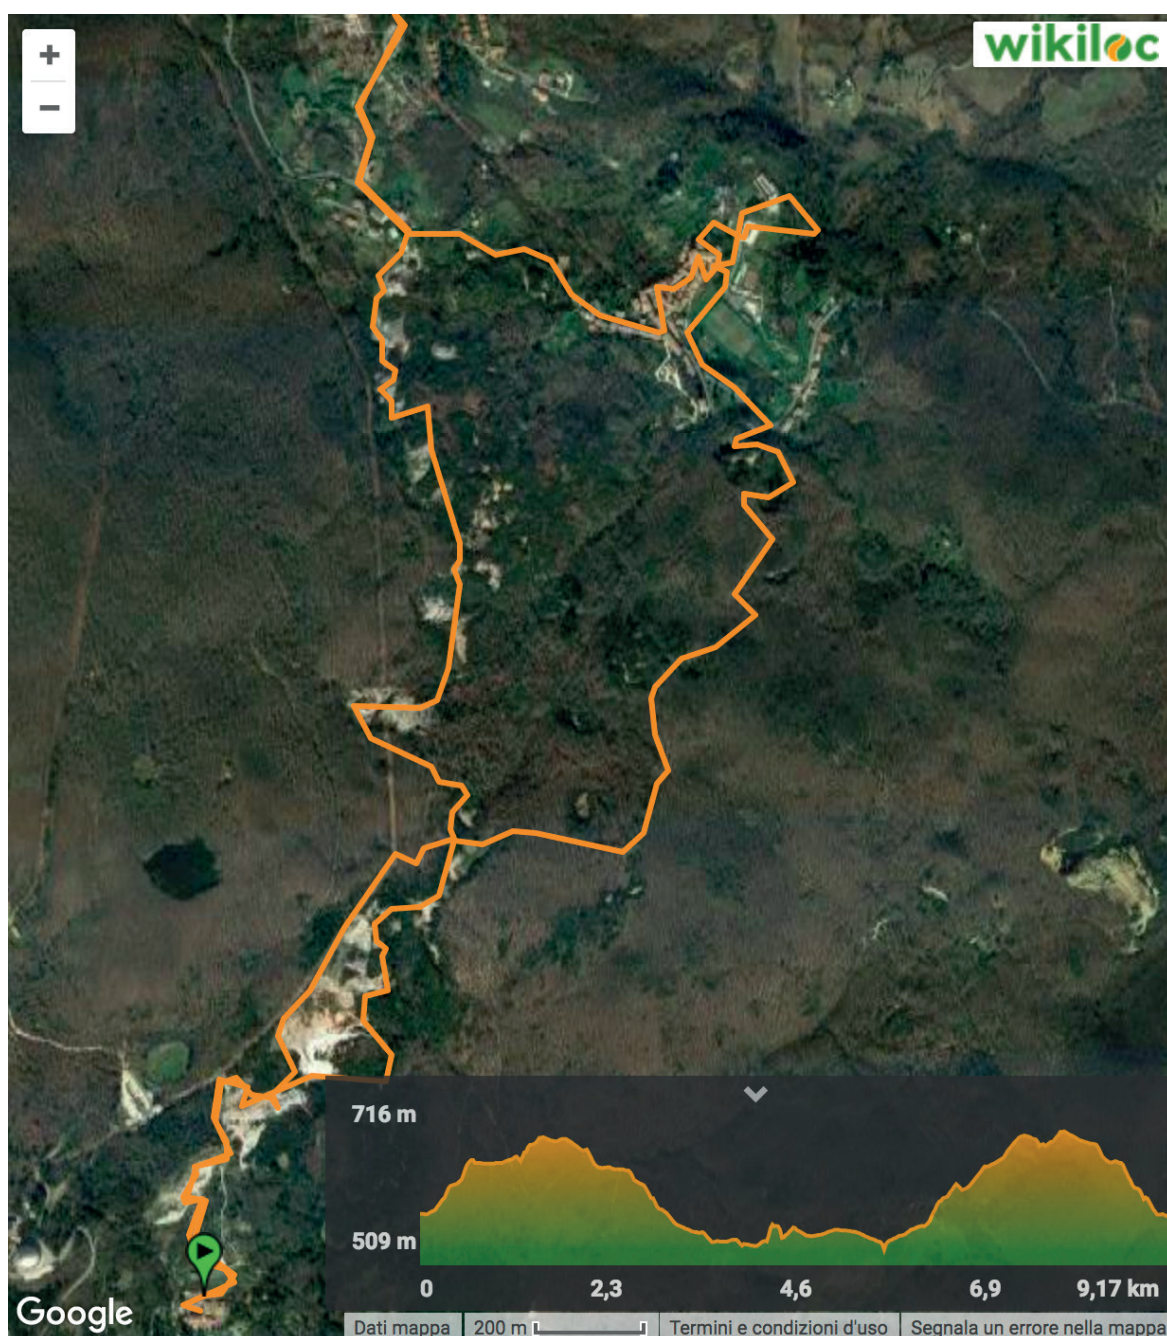 +
wikiloc
−
716 m
509 m
0 2,3 4,6 6,9 9,17 km
Google
Dati mappa 200 m Termini e condizioni d'uso Segnala un errore nella mappa